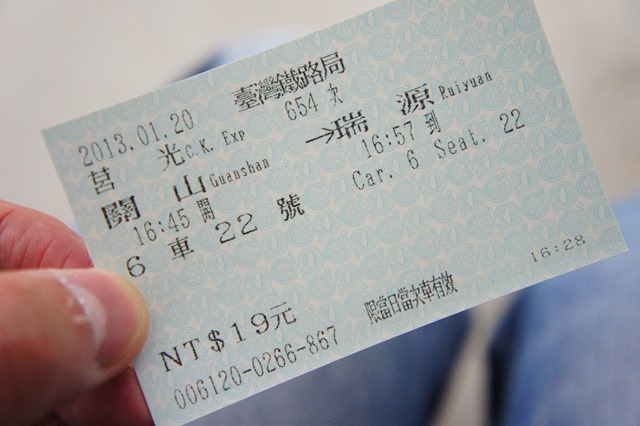 臺灣鐵路局
2013.01.20 654 次
莒光 C.K. Exp
關山 Guanshan →瑞源 Ruiyuan
16:45 開 16:57 到
6 車 22 號 Car. 6 Seat. 22
16:28
NT$19元 限當日當次車有效
006120-0266-867